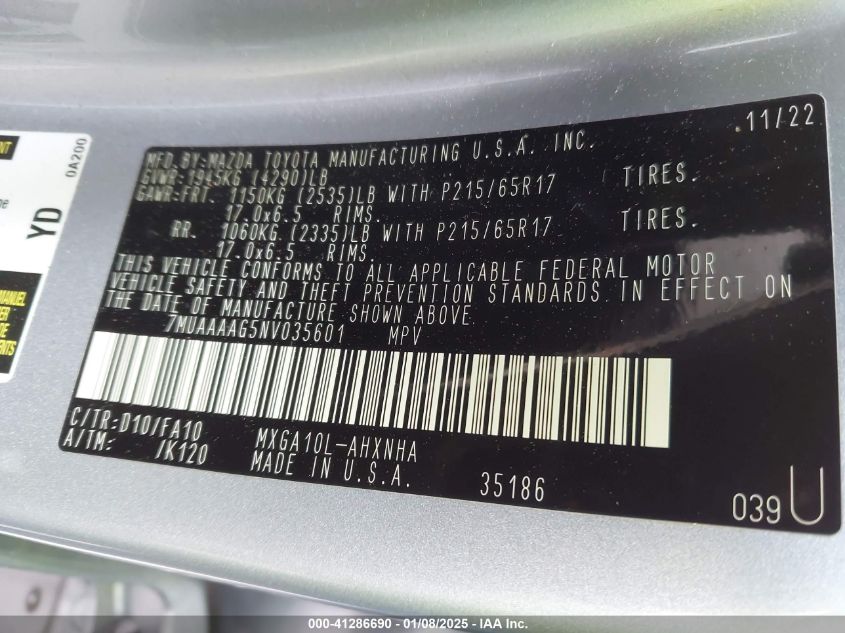 11/22
MFD. BY: MAZDA TOYOTA MANUFACTURING U.S.A. INC.
GVWR: 1945KG (4290)LB
GAWR: FRT. 1150KG (2535)LB WITH P215/65R17 TIRES.
17.0x6.5 RIMS.
RR. 1060KG (2335)LB WITH P215/65R17 TIRES.
17.0x6.5 RIMS.
THIS VEHICLE CONFORMS TO ALL APPLICABLE FEDERAL MOTOR
VEHICLE SAFETY AND THEFT PREVENTION STANDARDS IN EFFECT ON
THE DATE OF MANUFACTURE SHOWN ABOVE.
7MUAAAAG5NV035601 MPV
C/TR: D10/FA10 MXGA10L-AHXNHA
A/TM: /K120 MADE IN U.S.A. 35186
039 U
0A200
YD
MANUEL
000-41286690 - 01/08/2025 - IAA Inc.